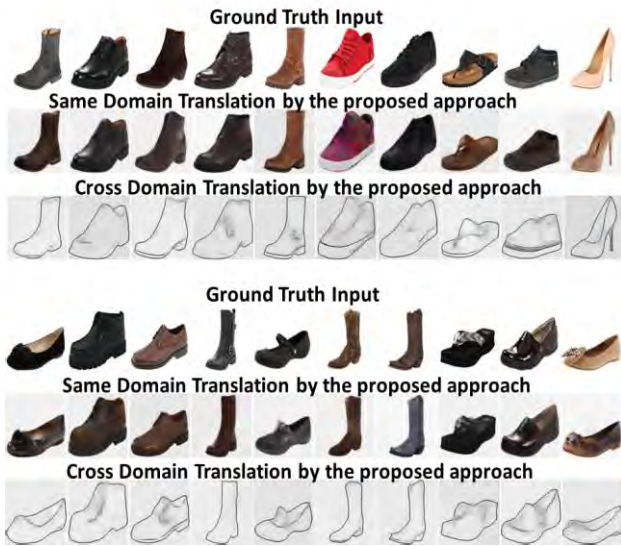 Ground Truth Input
Same Domain Translation by the proposed approach
Cross Domain Translation by the proposed approach
Ground Truth Input
Same Domain Translation by the proposed approach
Cross Domain Translation by the proposed approach